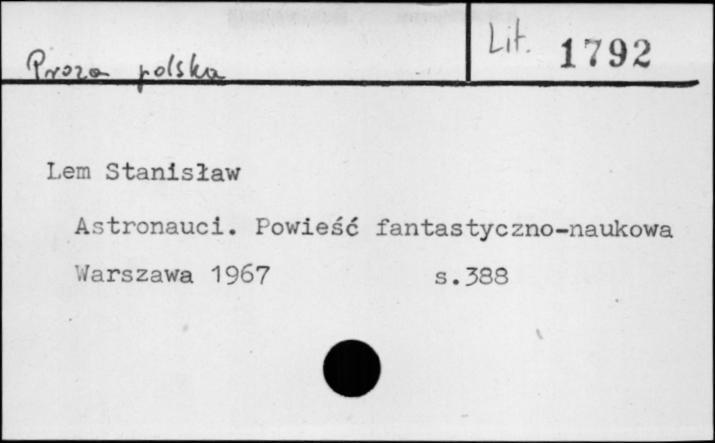 Proza polska
Lit. 1792
Lem Stanisław
Astronauci. Powieść fantastyczno-naukowa
Warszawa 1967 s.388